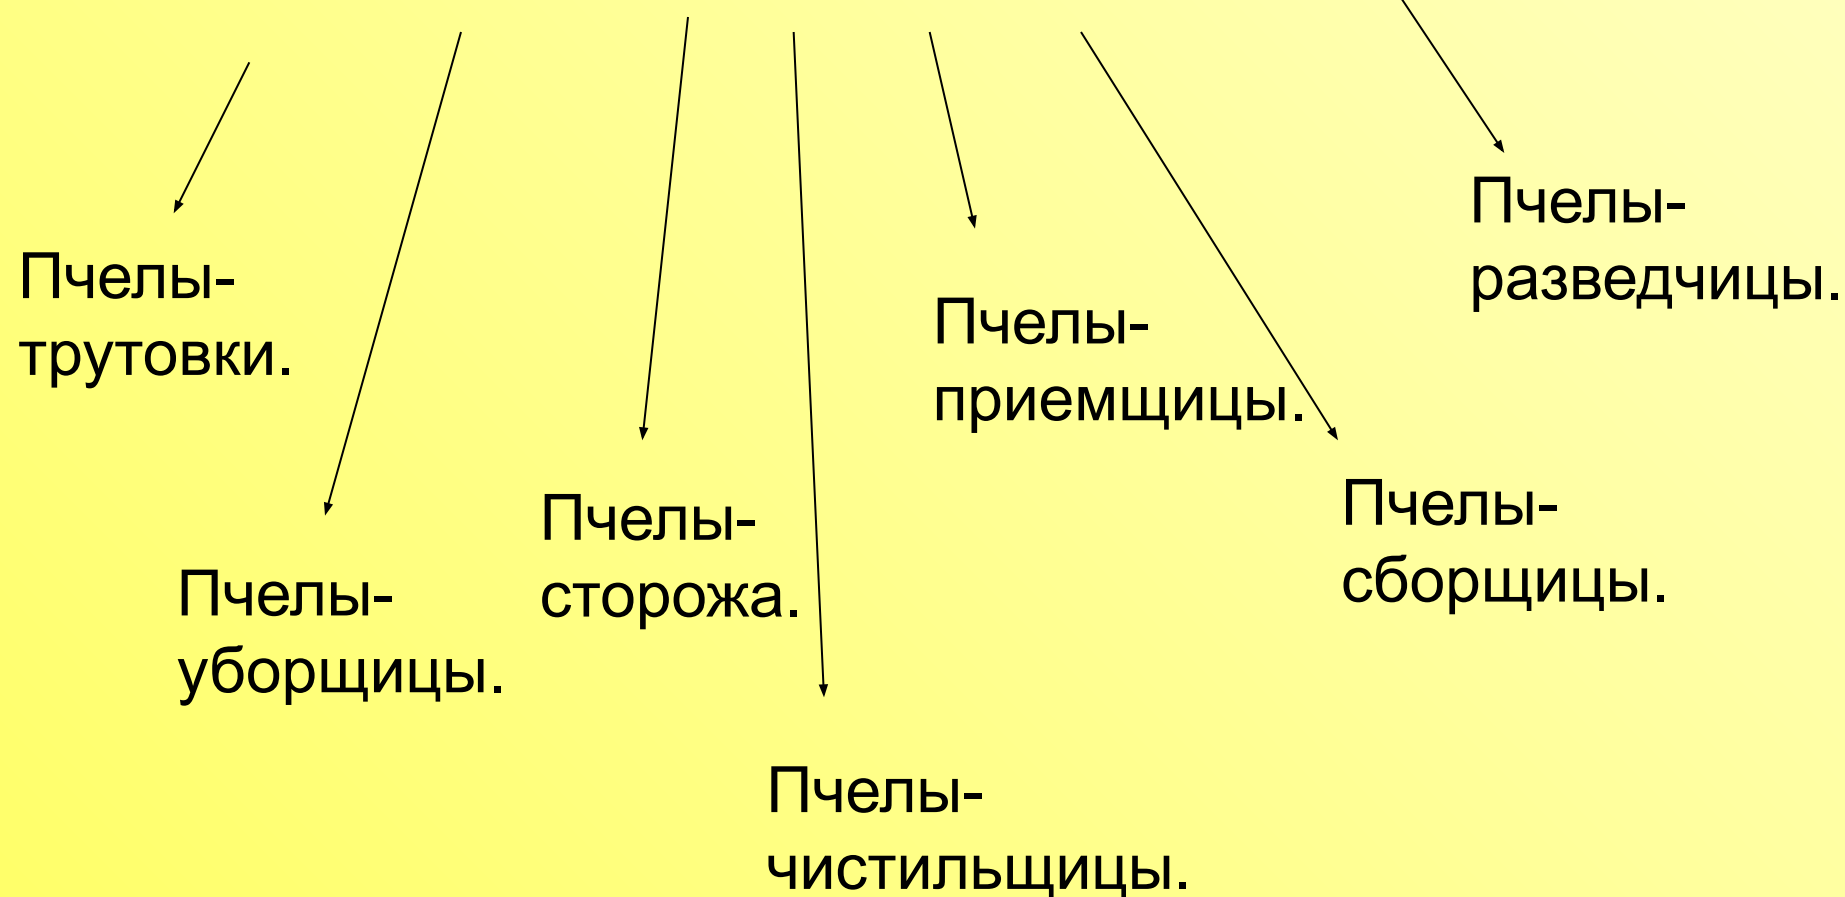 Пчелы-
трутовки.
Пчелы-
уборщицы.
Пчелы-
сторожа.
Пчелы-
чистильщицы.
Пчелы-
приемщицы.
Пчелы-
сборщицы.
Пчелы-
разведчицы.